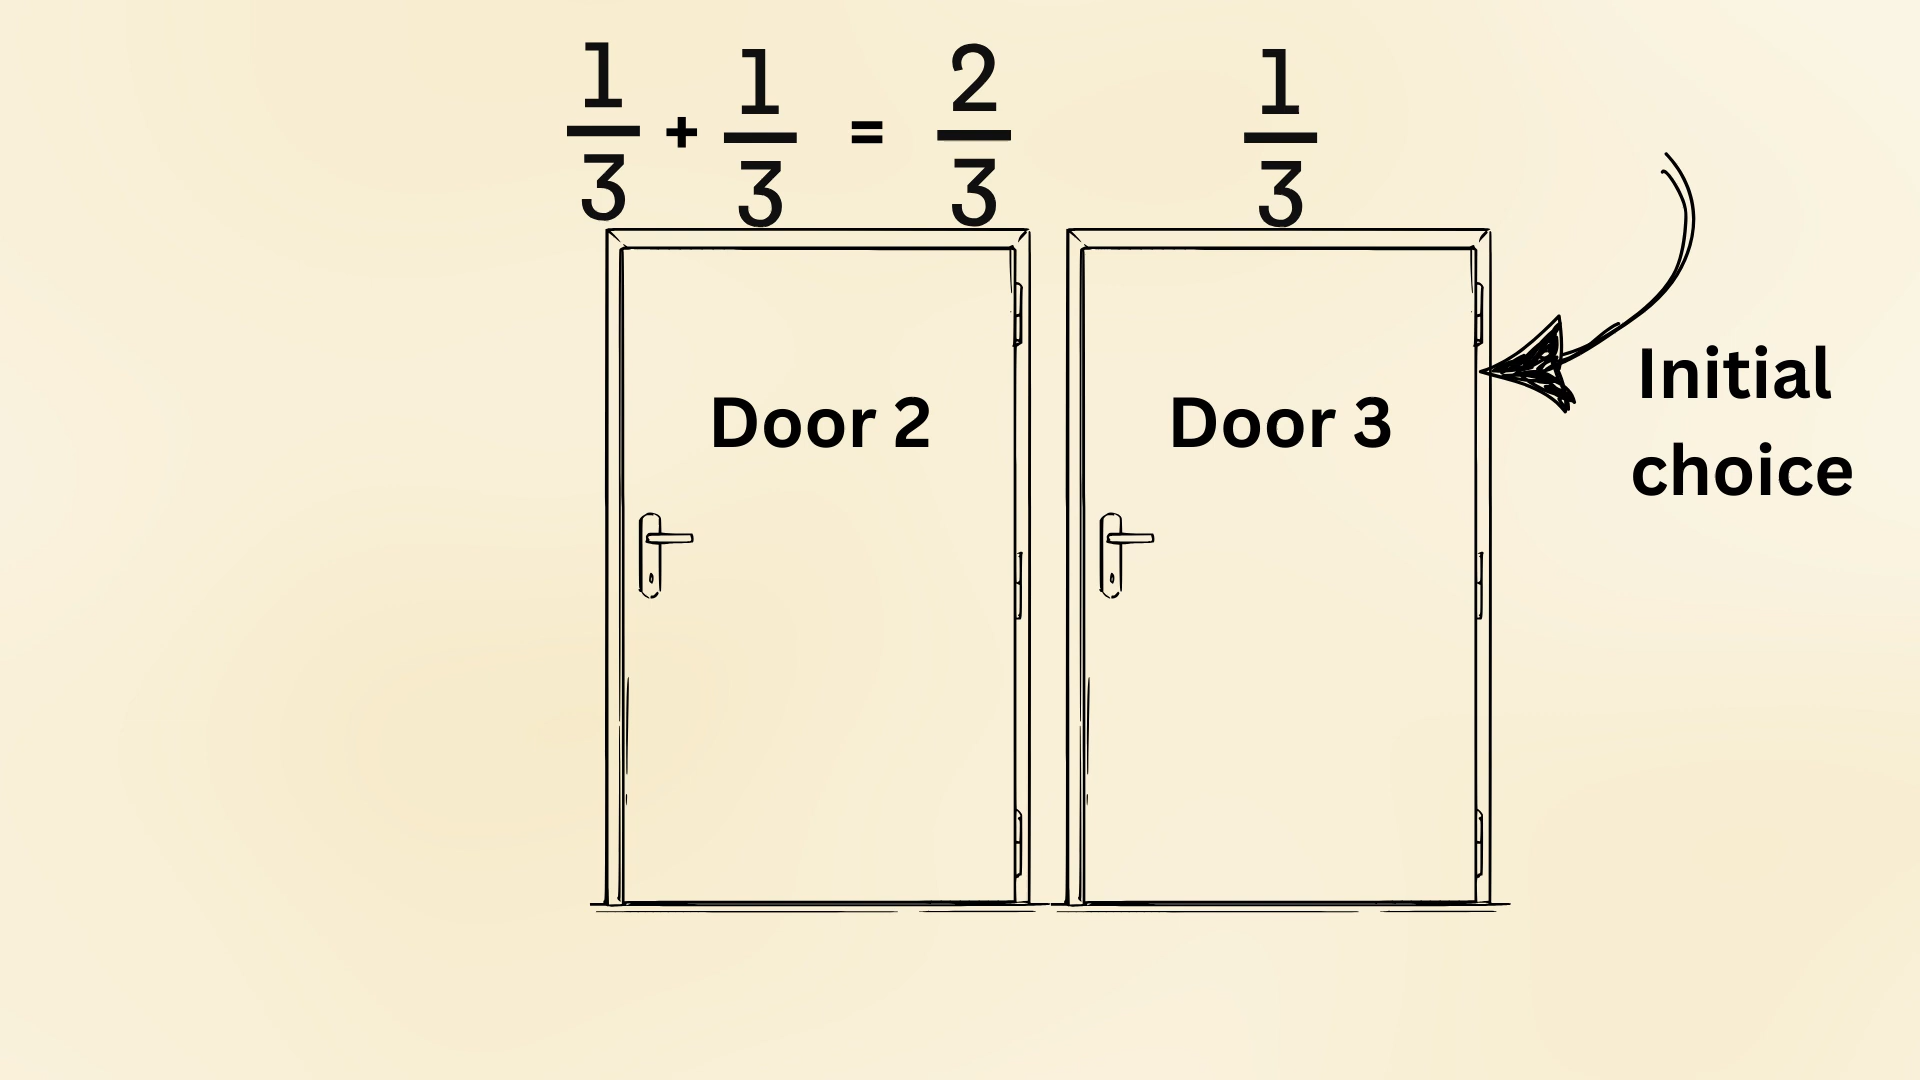 1/3 + 1/3 = 2/3
1/3
Door 2
Door 3
Initial
choice